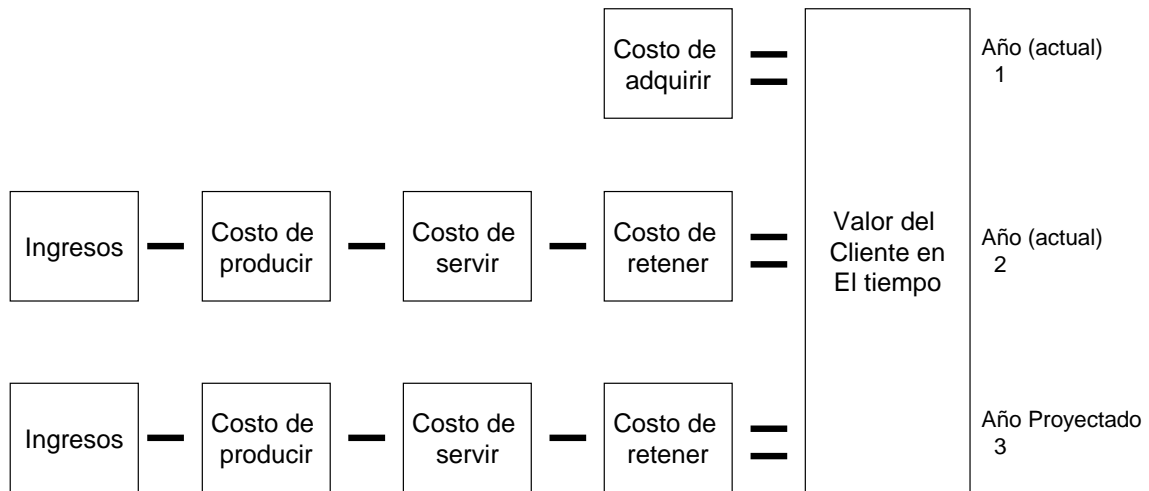 Costo de
adquirir
Año (actual)
1
Ingresos
Costo de
producir
Costo de
servir
Costo de
retener
Valor del
Cliente en
El tiempo
Año (actual)
2
Ingresos
Costo de
producir
Costo de
servir
Costo de
retener
Año Proyectado
3